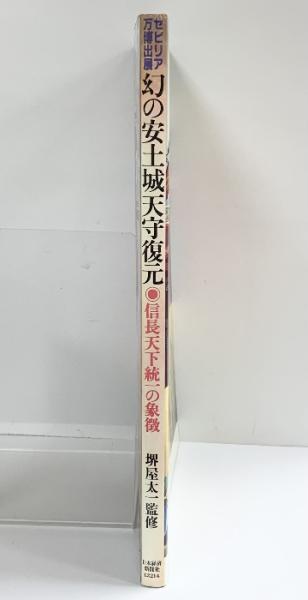 セビリア
万博出展
幻の安土城天守復元◉信長天下統一の象徴
堺屋太一監修
日本経済
新聞社
42214